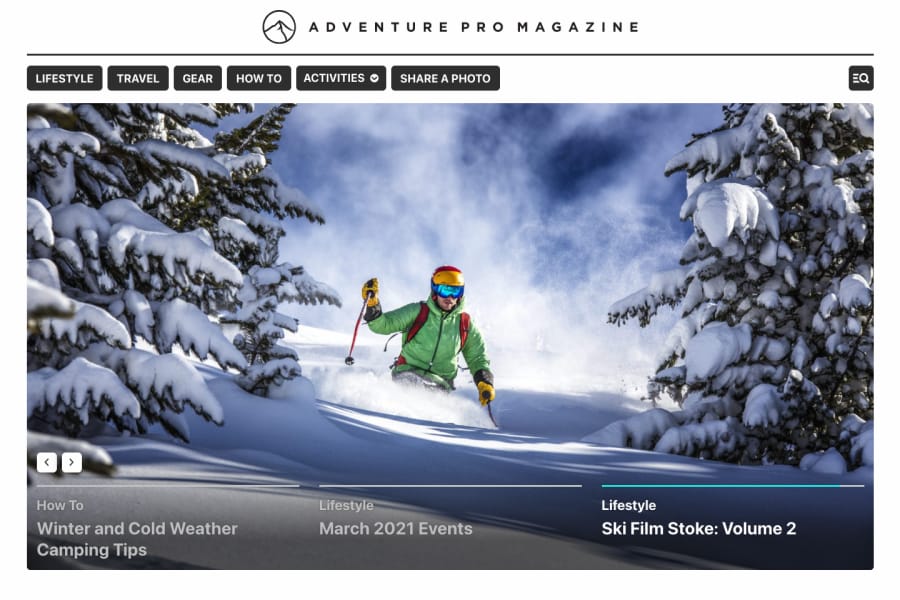 ADVENTURE PRO MAGAZINE
LIFESTYLE TRAVEL GEAR HOW TO ACTIVITIES SHARE A PHOTO
How To
Winter and Cold Weather
Camping Tips
Lifestyle
March 2021 Events
Lifestyle
Ski Film Stoke: Volume 2